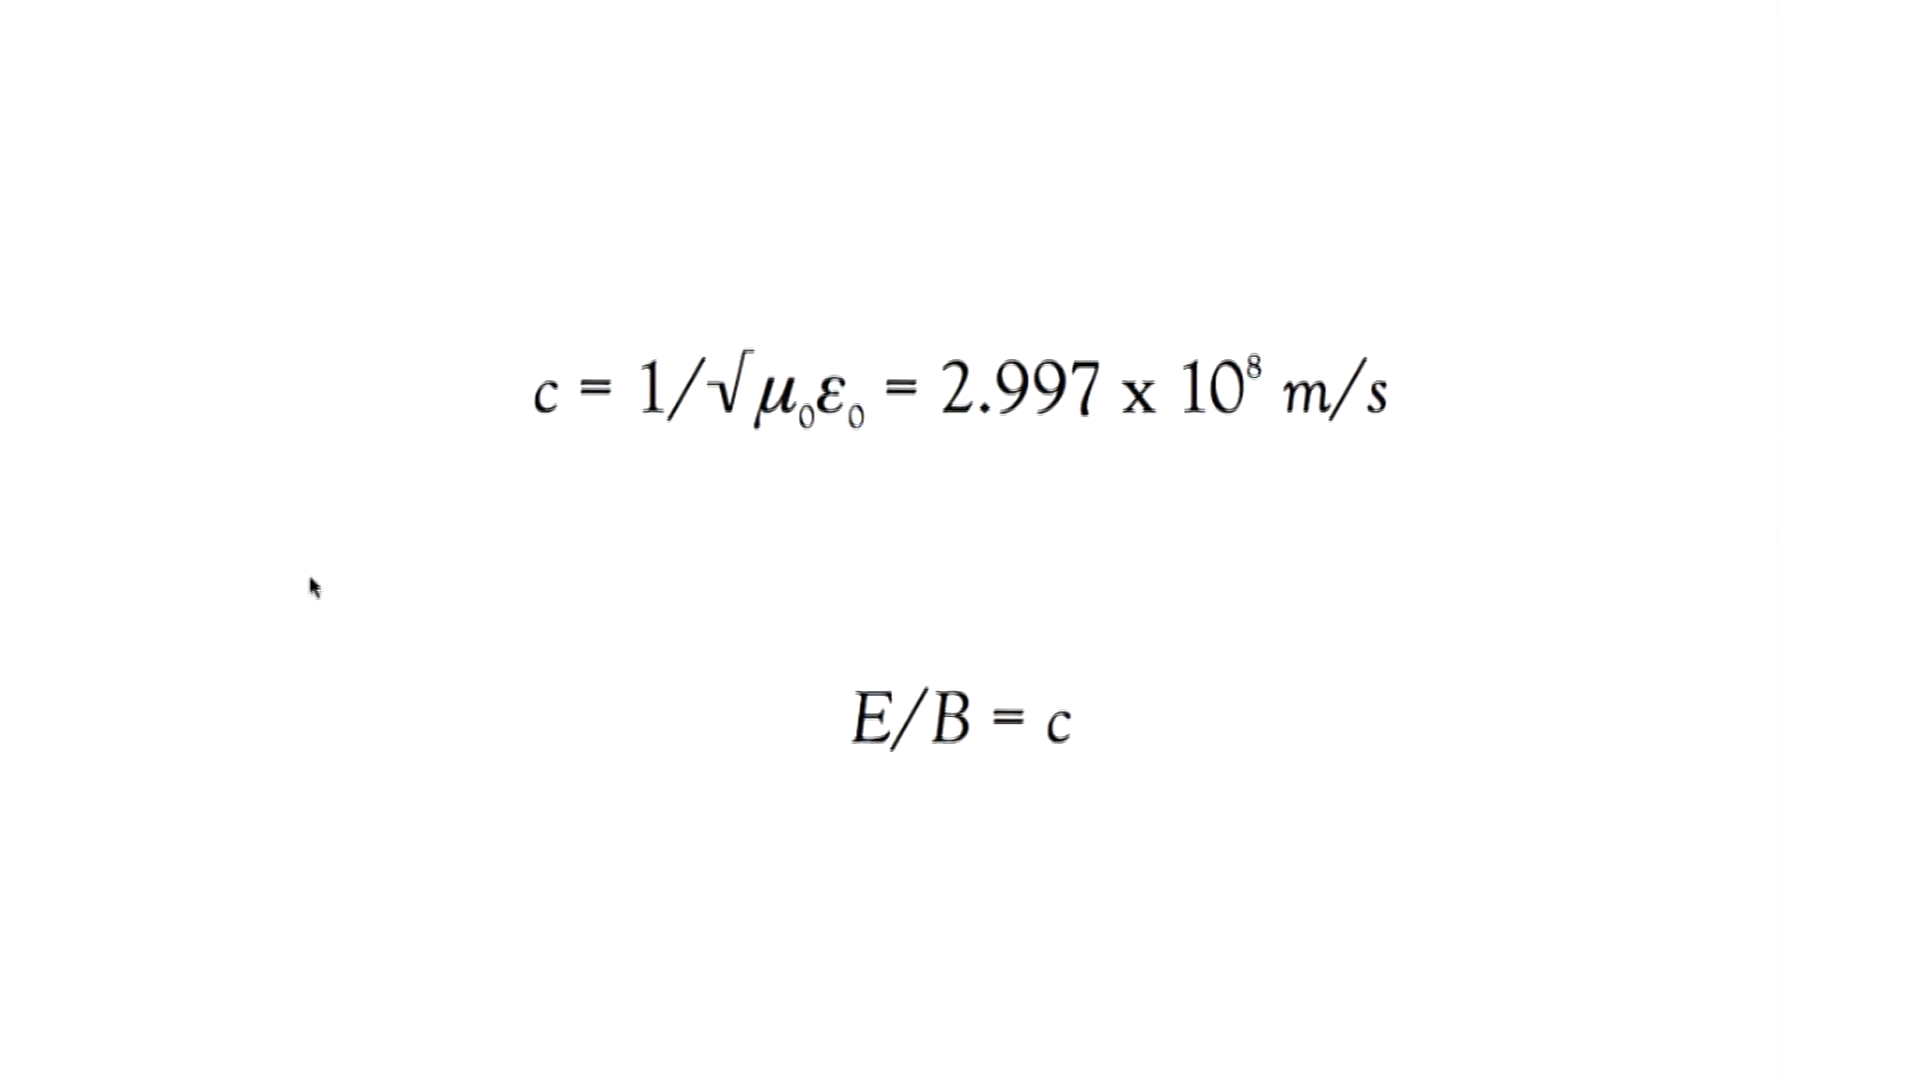 c = 1/√μ₀ε₀ = 2.997 x 10⁸ m/s
E/B = c